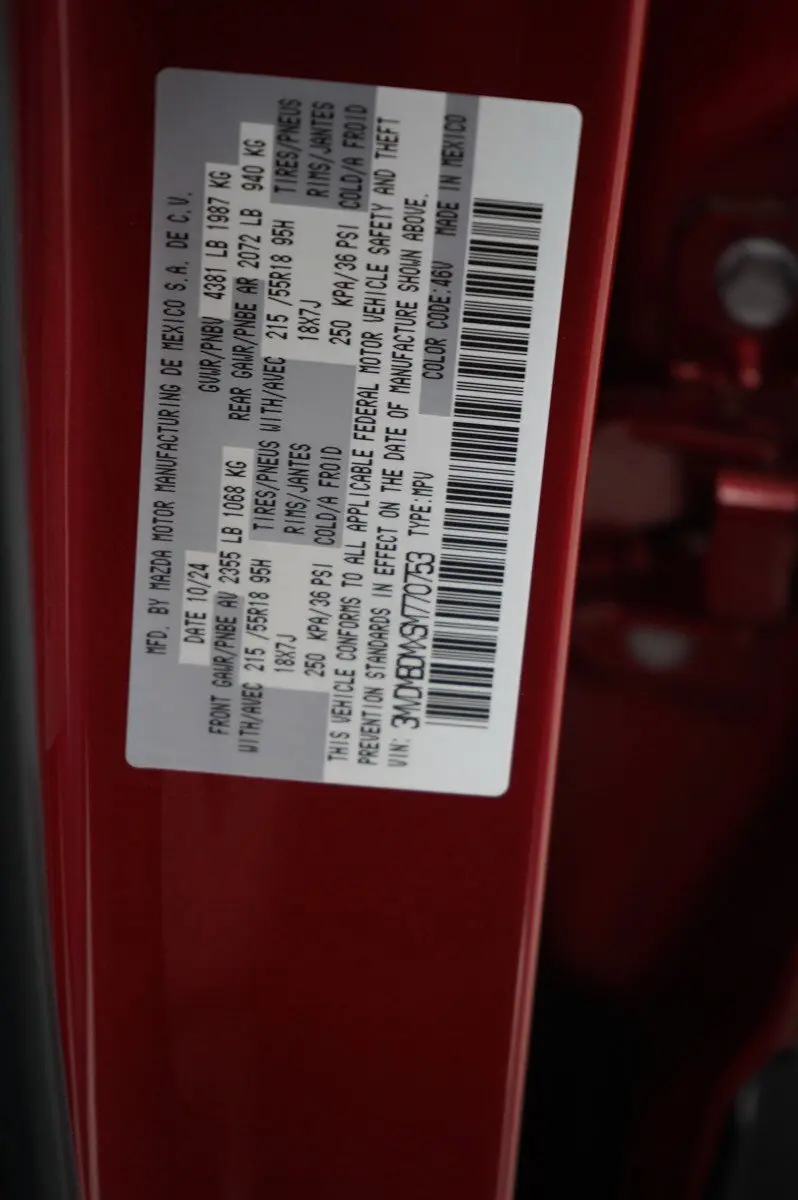 MFD. BY MAZDA MOTOR MANUFACTURING DE MEXICO S.A. DE C.V.
DATE 10/24 GVWR/PNBV 4381 LB 1987 KG
FRONT GAWR/PNBE AV 2355 LB 1068 KG REAR GAWR/PNBE AR 2072 LB 940 KG
WITH/AVEC 215 /55R18 95H TIRES/PNEUS WITH/AVEC 215 /55R18 95H TIRES/PNEUS
18X7J RIMS/JANTES 18X7J RIMS/JANTES
250 KPA/36 PSI COLD/A FROID 250 KPA/36 PSI COLD/A FROID
THIS VEHICLE CONFORMS TO ALL APPLICABLE FEDERAL MOTOR VEHICLE SAFETY AND THEFT
PREVENTION STANDARDS IN EFFECT ON THE DATE OF MANUFACTURE SHOWN ABOVE.
VIN: 3MVDMBDMXSM770753 TYPE:MPV COLOR CODE:46V MADE IN MEXICO